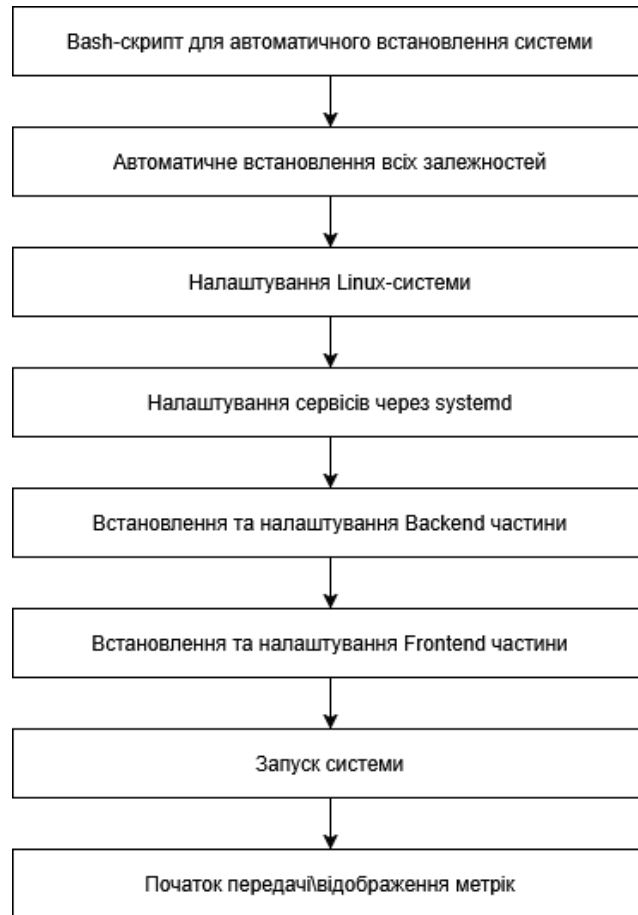 Bash-скрипт для автоматичного встановлення системи
Автоматичне встановлення всіх залежностей
Налаштування Linux-системи
Налаштування сервісів через systemd
Встановлення та налаштування Backend частини
Встановлення та налаштування Frontend частини
Запуск системи
Початок передачі\відображення метрік